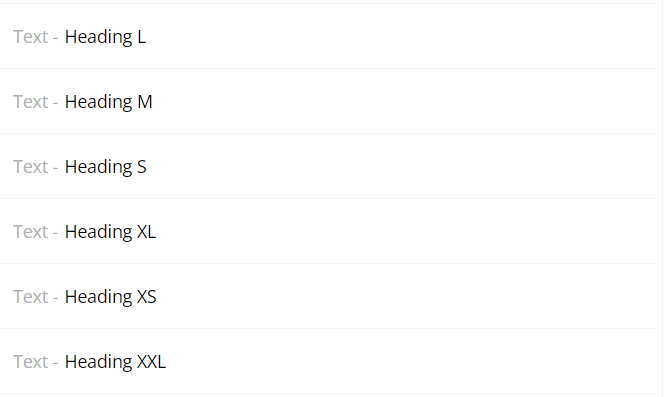 Text - Heading L
Text - Heading M
Text - Heading S
Text - Heading XL
Text - Heading XS
Text - Heading XXL